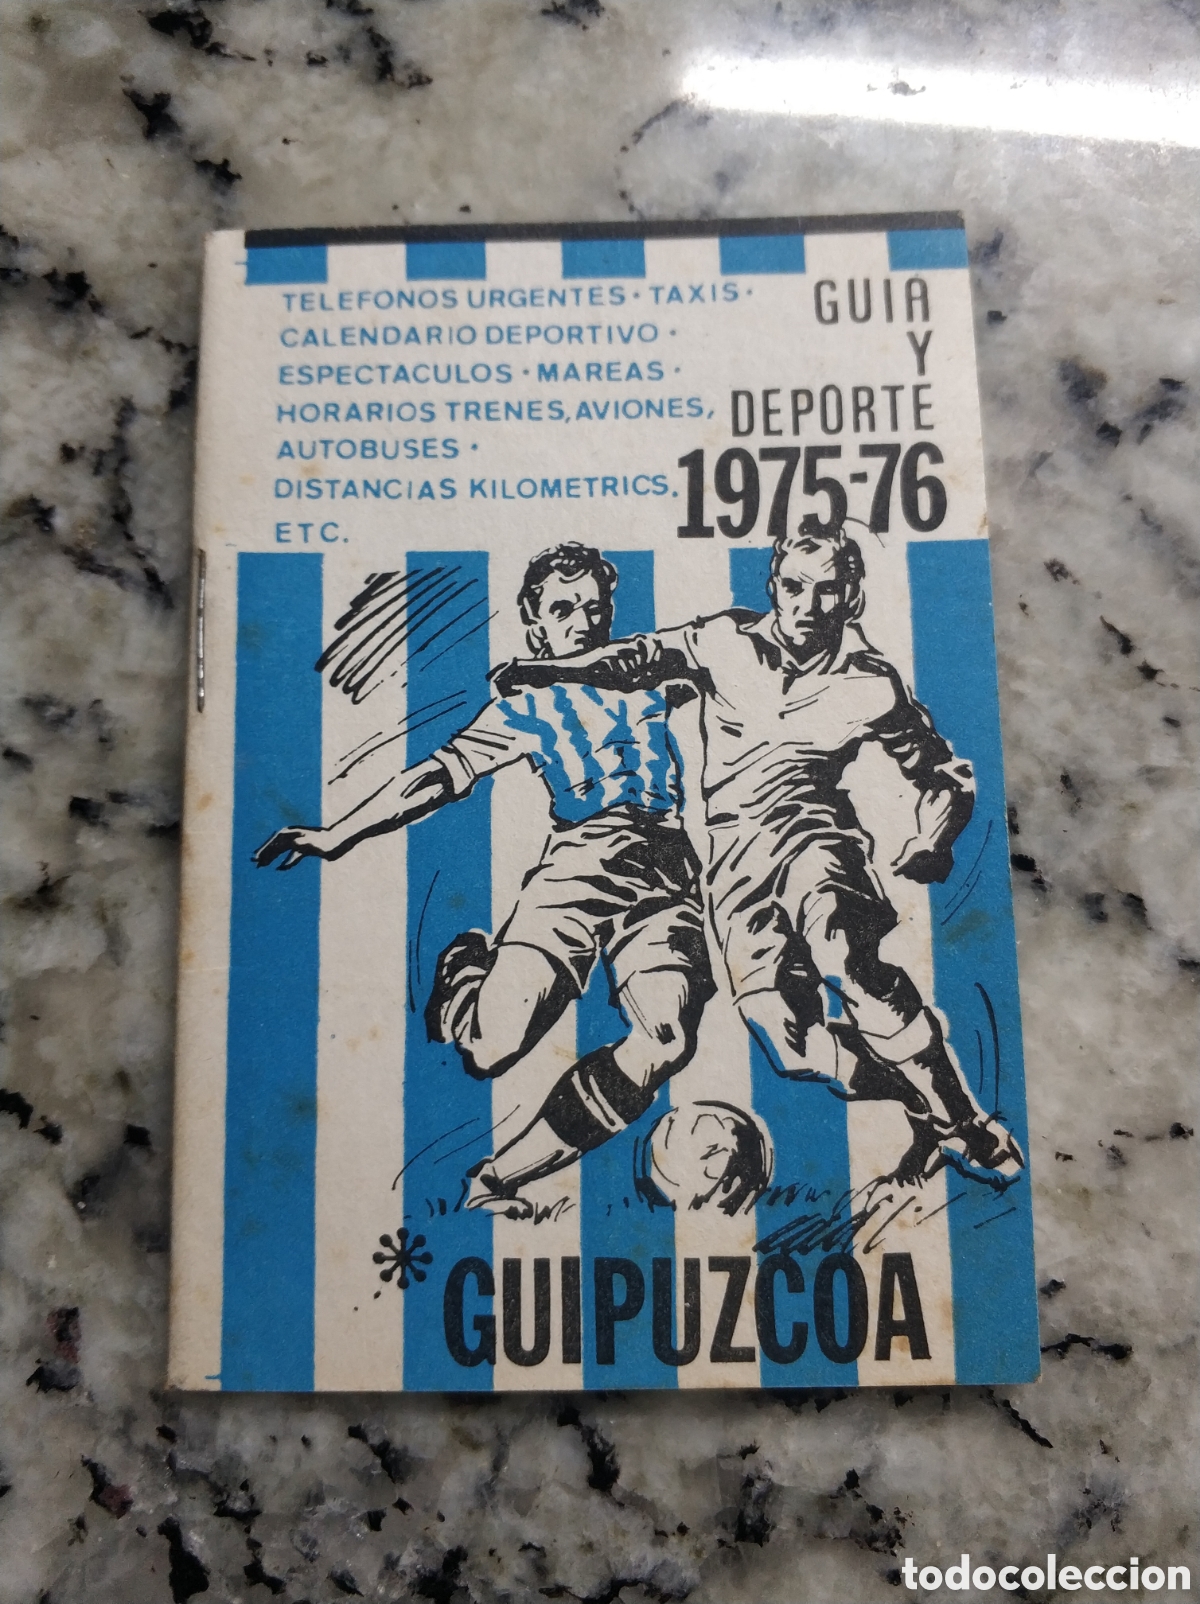 TELEFONOS URGENTES · TAXIS ·
CALENDARIO DEPORTIVO ·
ESPECTACULOS · MAREAS ·
HORARIOS TRENES, AVIONES,
AUTOBUSES ·
DISTANCIAS KILOMETRICS.
ETC.
GUIA
Y
DEPORTE
1975-76
GUIPUZCOA
todocoleccion